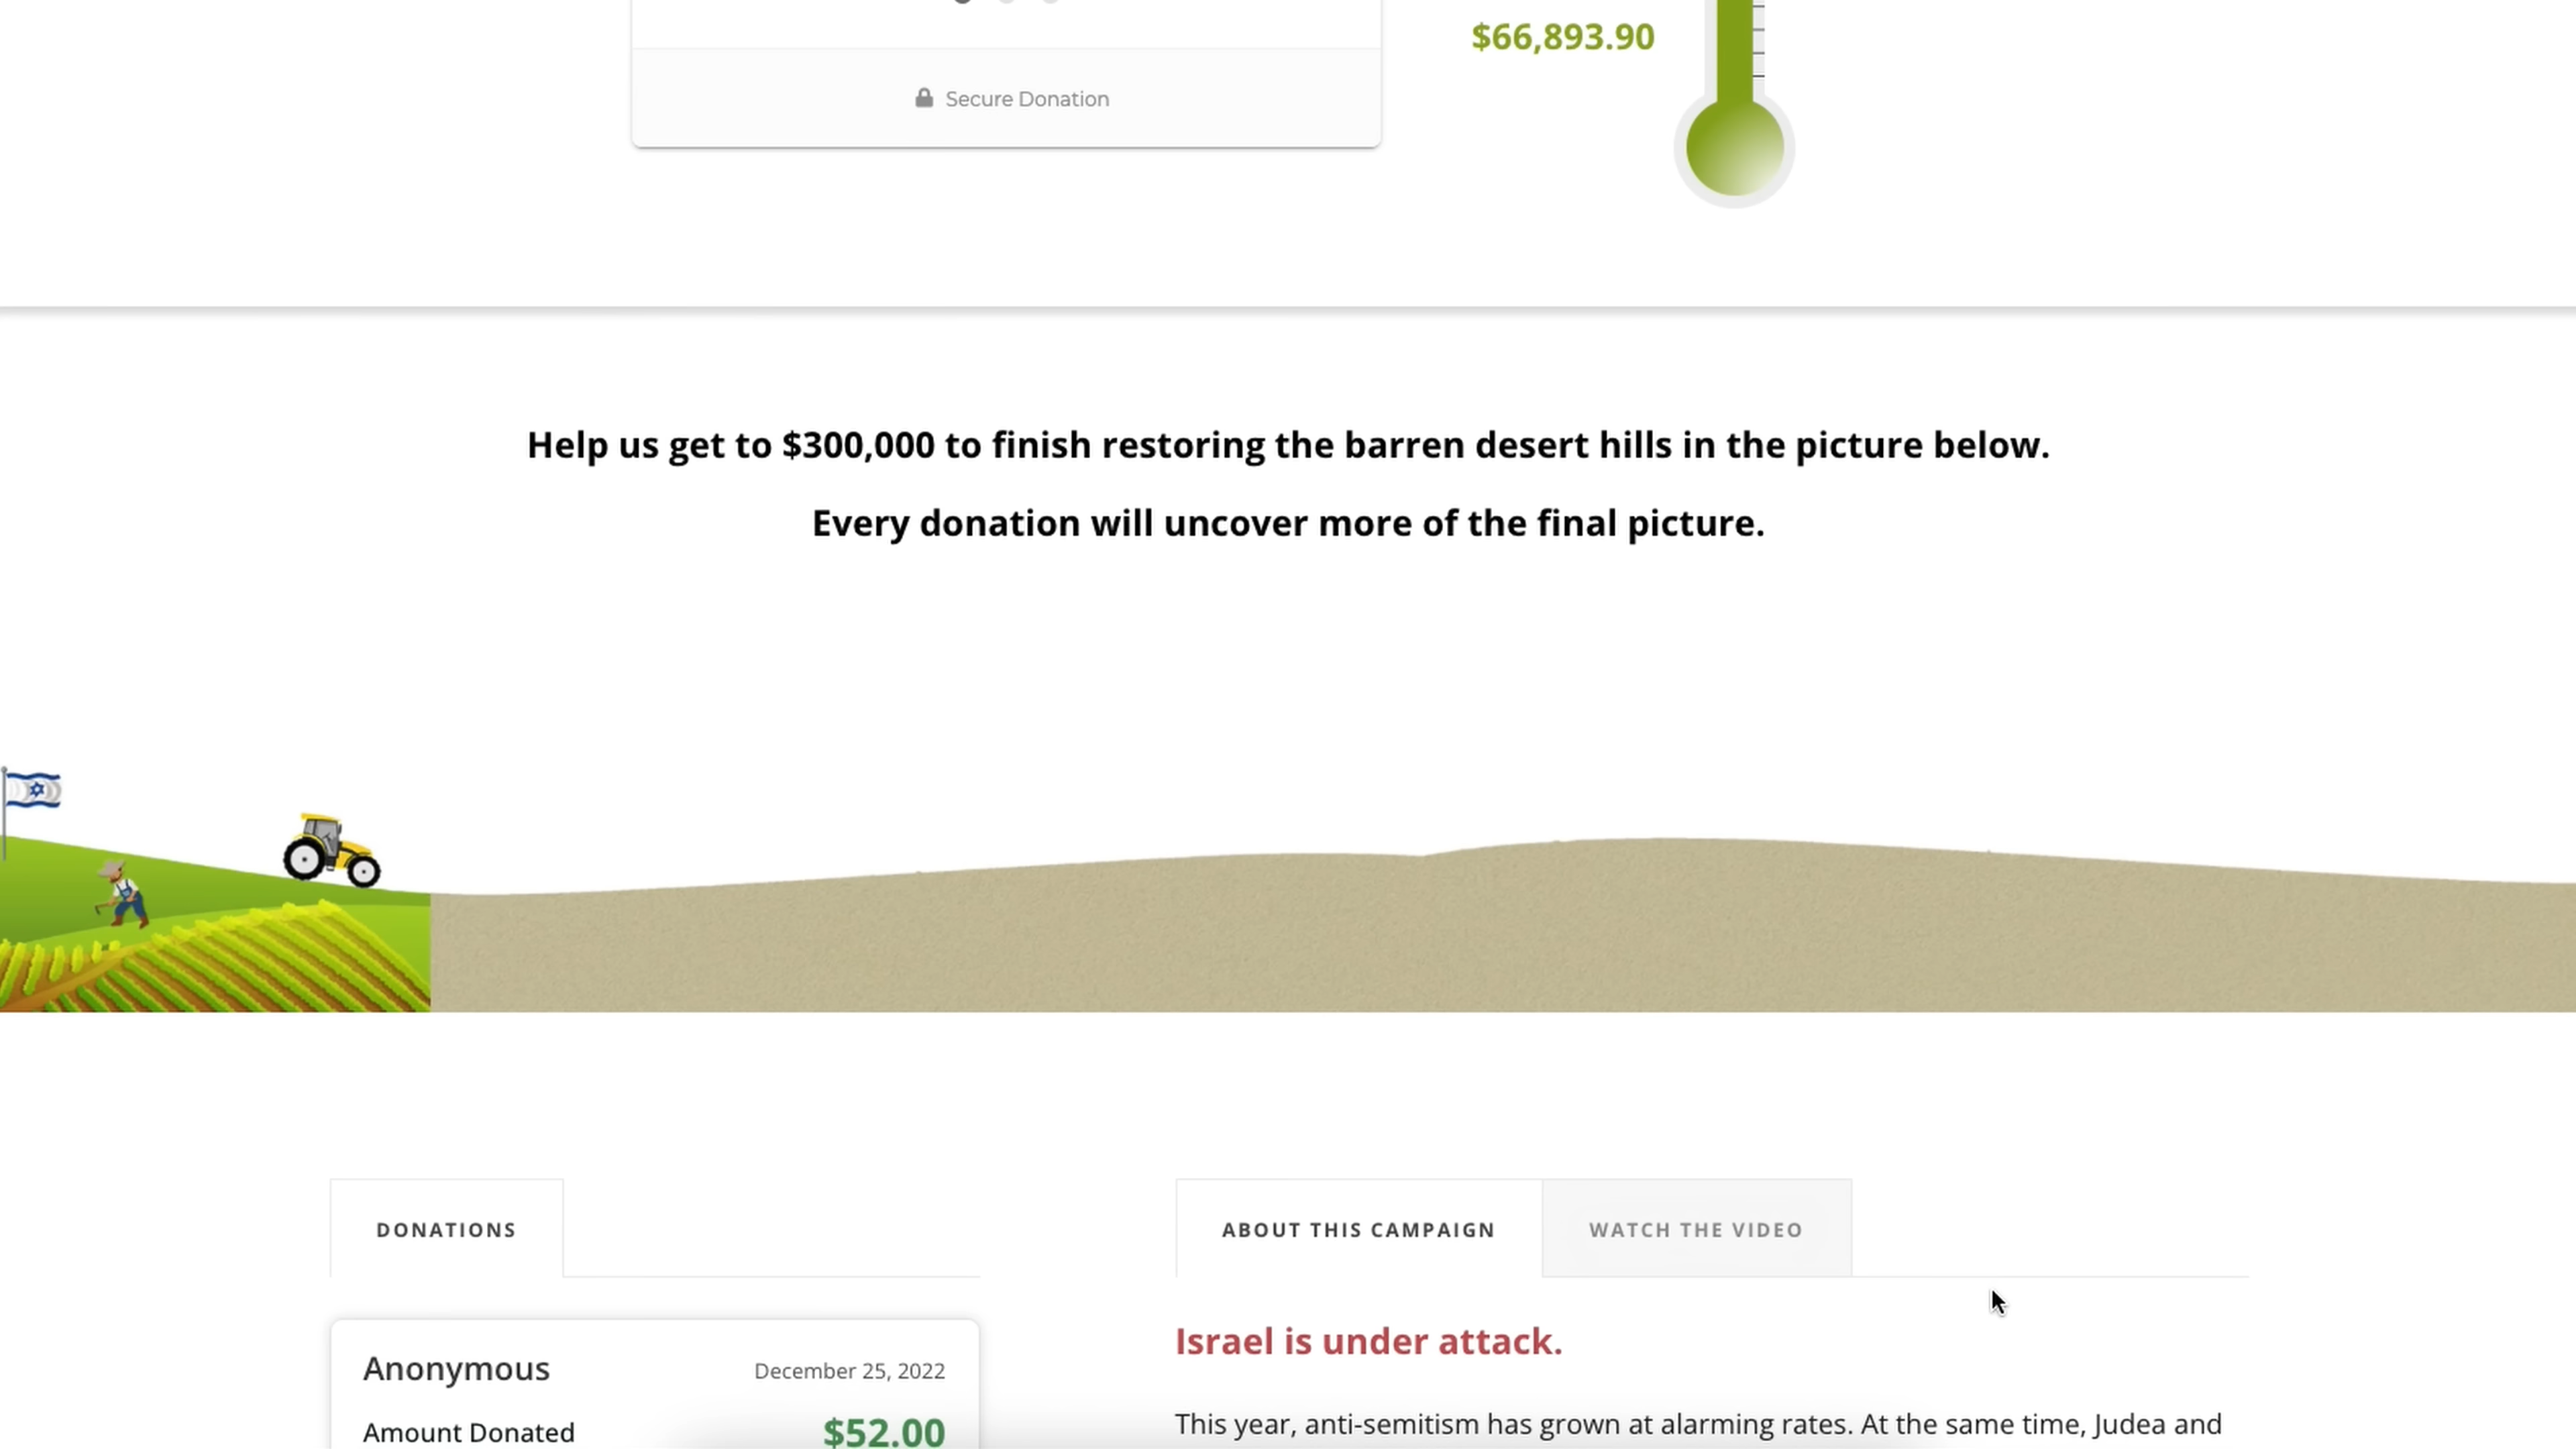 $66,893.90
Secure Donation
Help us get to $300,000 to finish restoring the barren desert hills in the picture below.
Every donation will uncover more of the final picture.
DONATIONS
ABOUT THIS CAMPAIGN
WATCH THE VIDEO
Anonymous
December 25, 2022
Amount Donated
$52.00
Israel is under attack.
This year, anti-semitism has grown at alarming rates. At the same time, Judea and